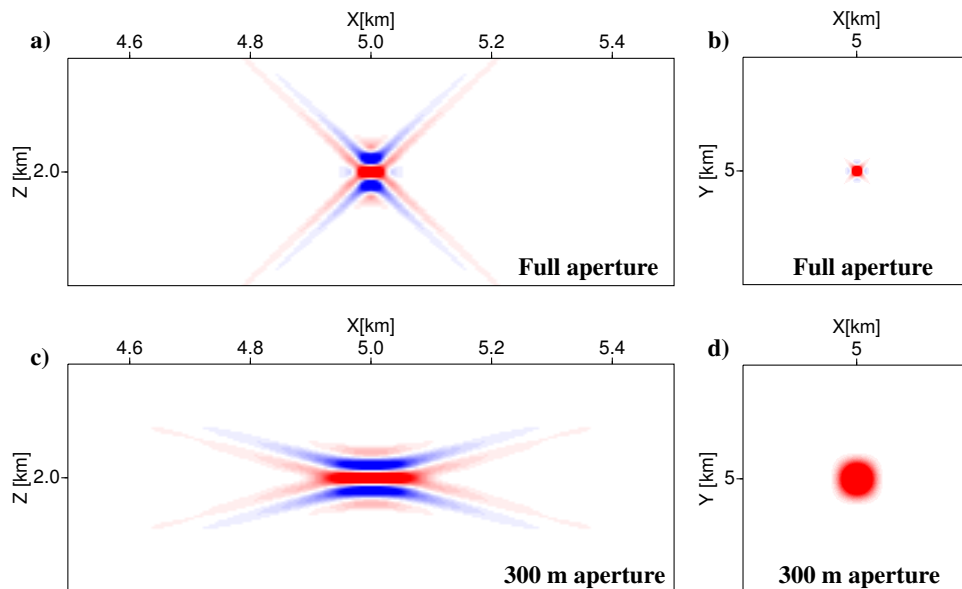 a)
X[km]
4.6 4.8 5.0 5.2 5.4
Z [km]
2.0
Full aperture
b)
X[km]
5
Y [km]
5
Full aperture
c)
X[km]
4.6 4.8 5.0 5.2 5.4
Z [km]
2.0
300 m aperture
d)
X[km]
5
Y [km]
5
300 m aperture